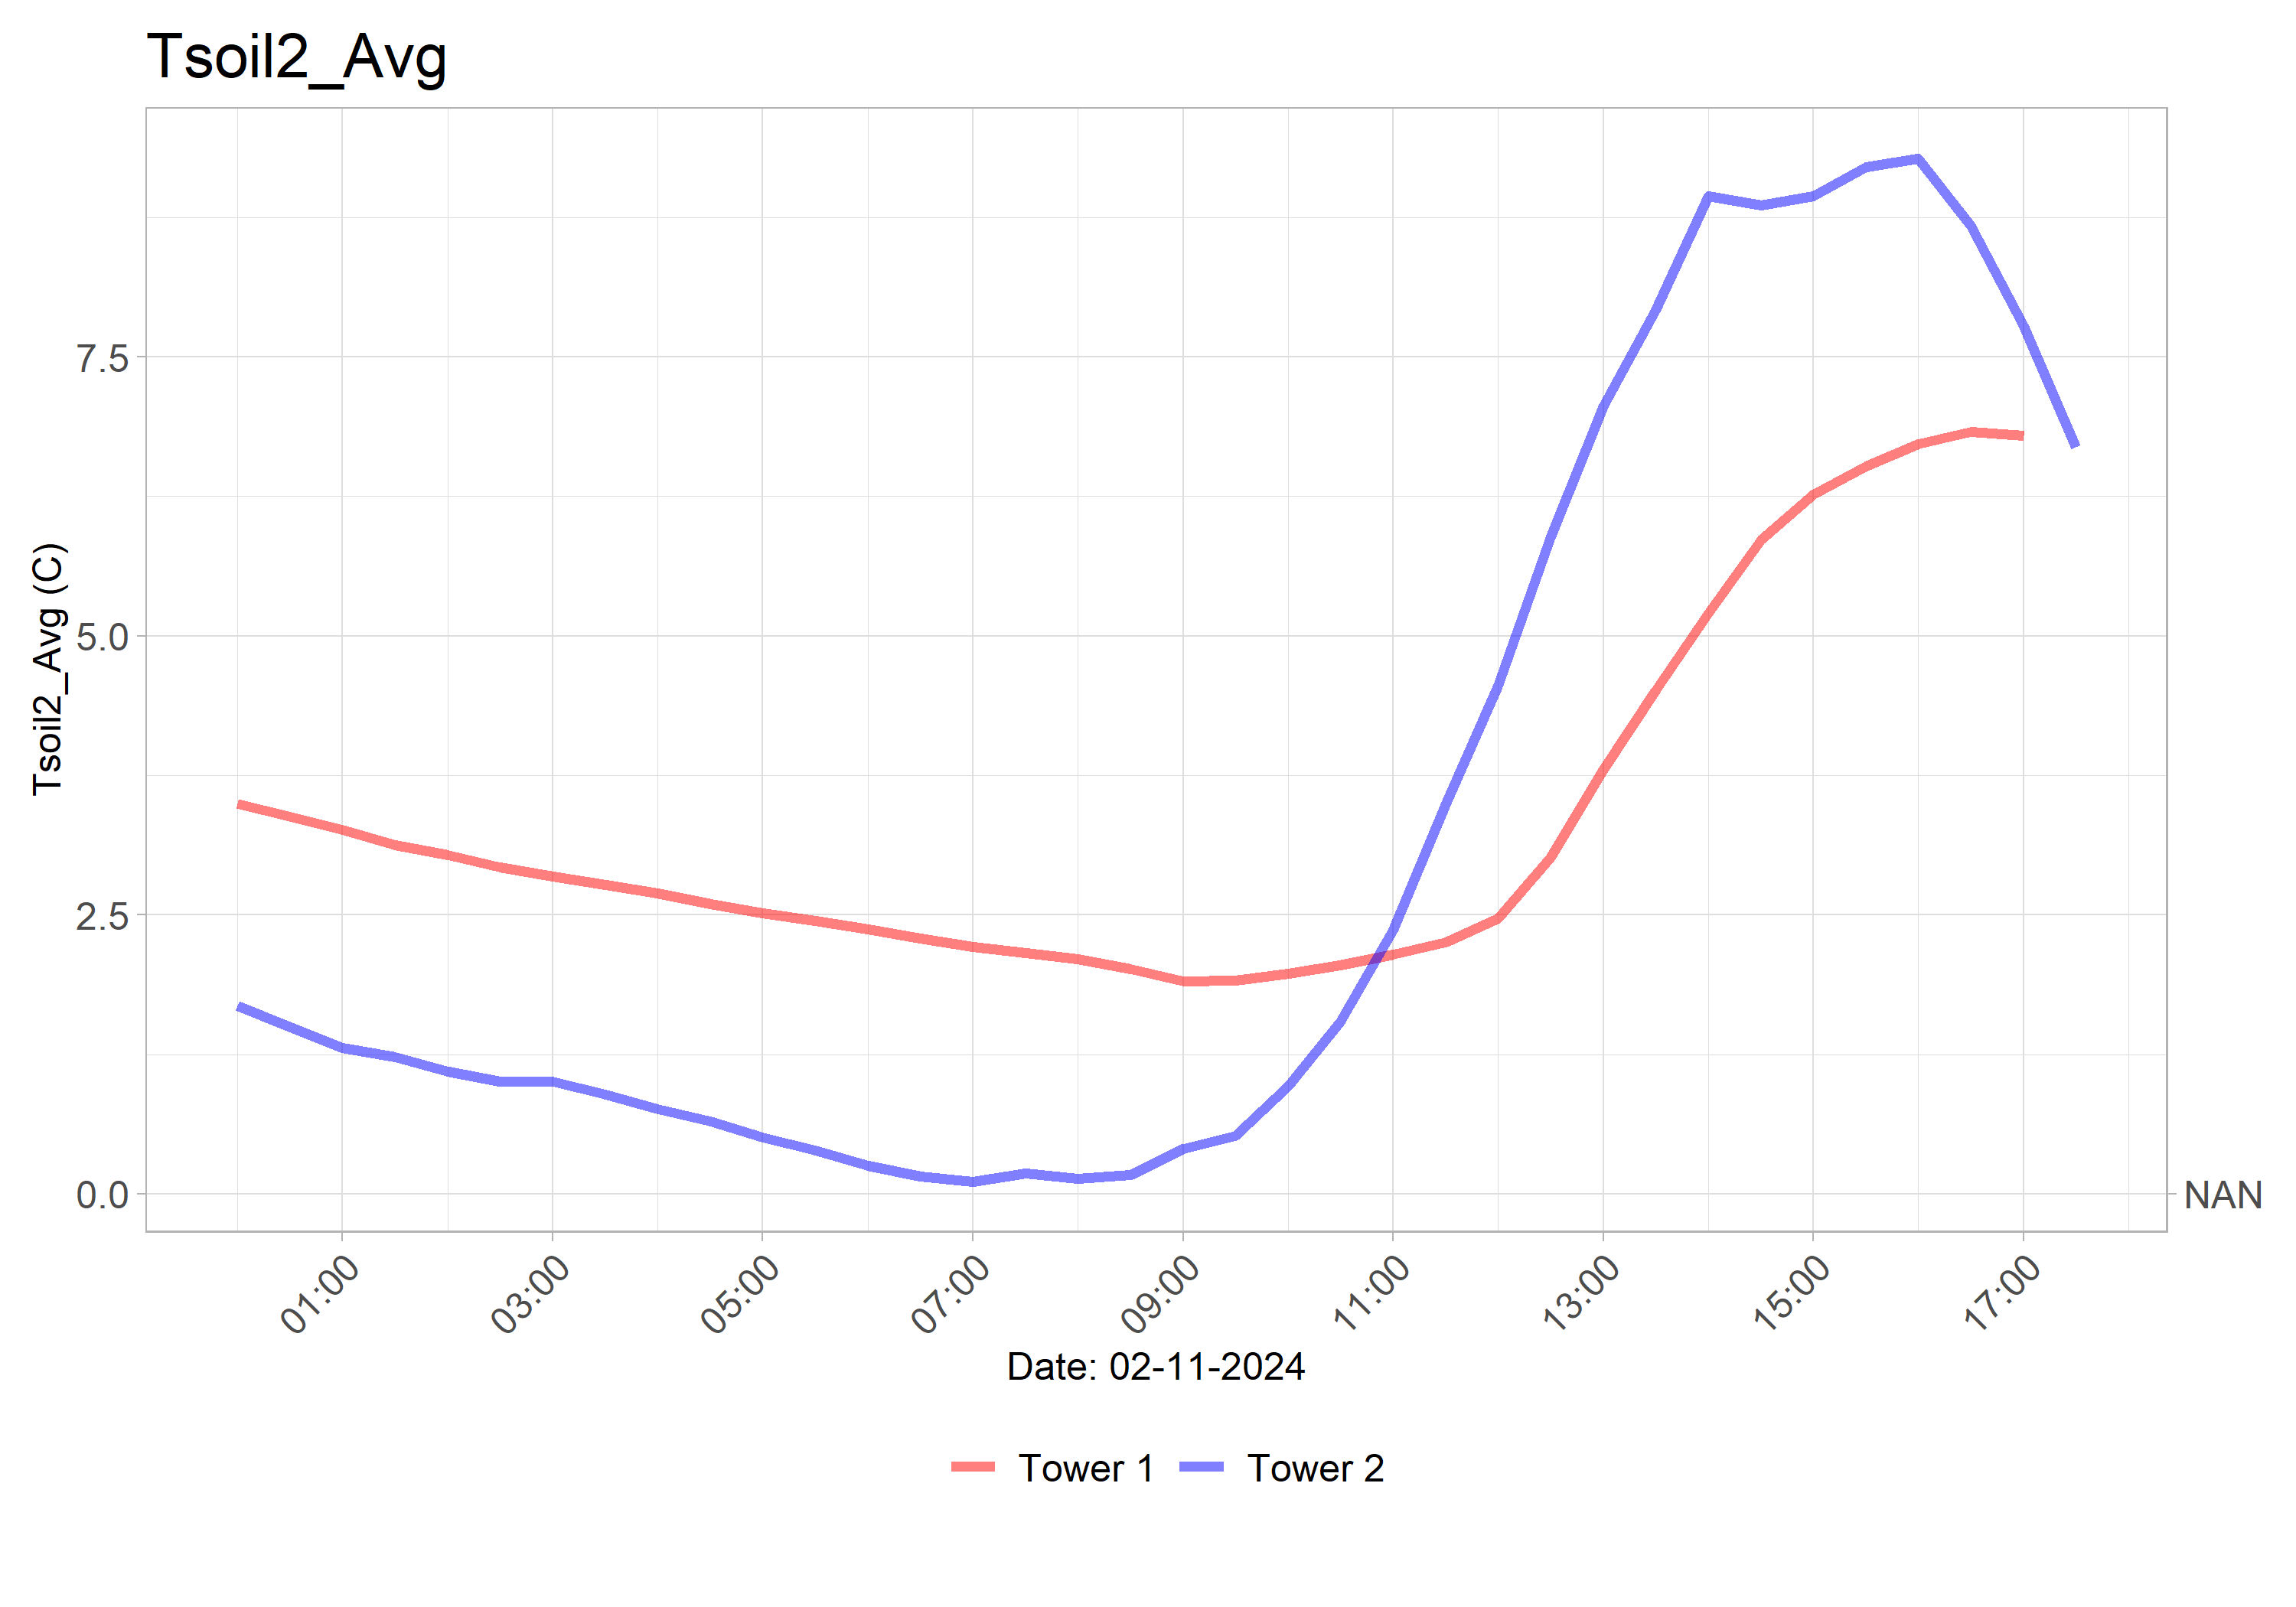 Tsoil2_Avg
Tsoil2_Avg (C)
7.5
5.0
2.5
0.0
NAN
01:00 03:00 05:00 07:00 09:00 11:00 13:00 15:00 17:00
Date: 02-11-2024
Tower 1 Tower 2